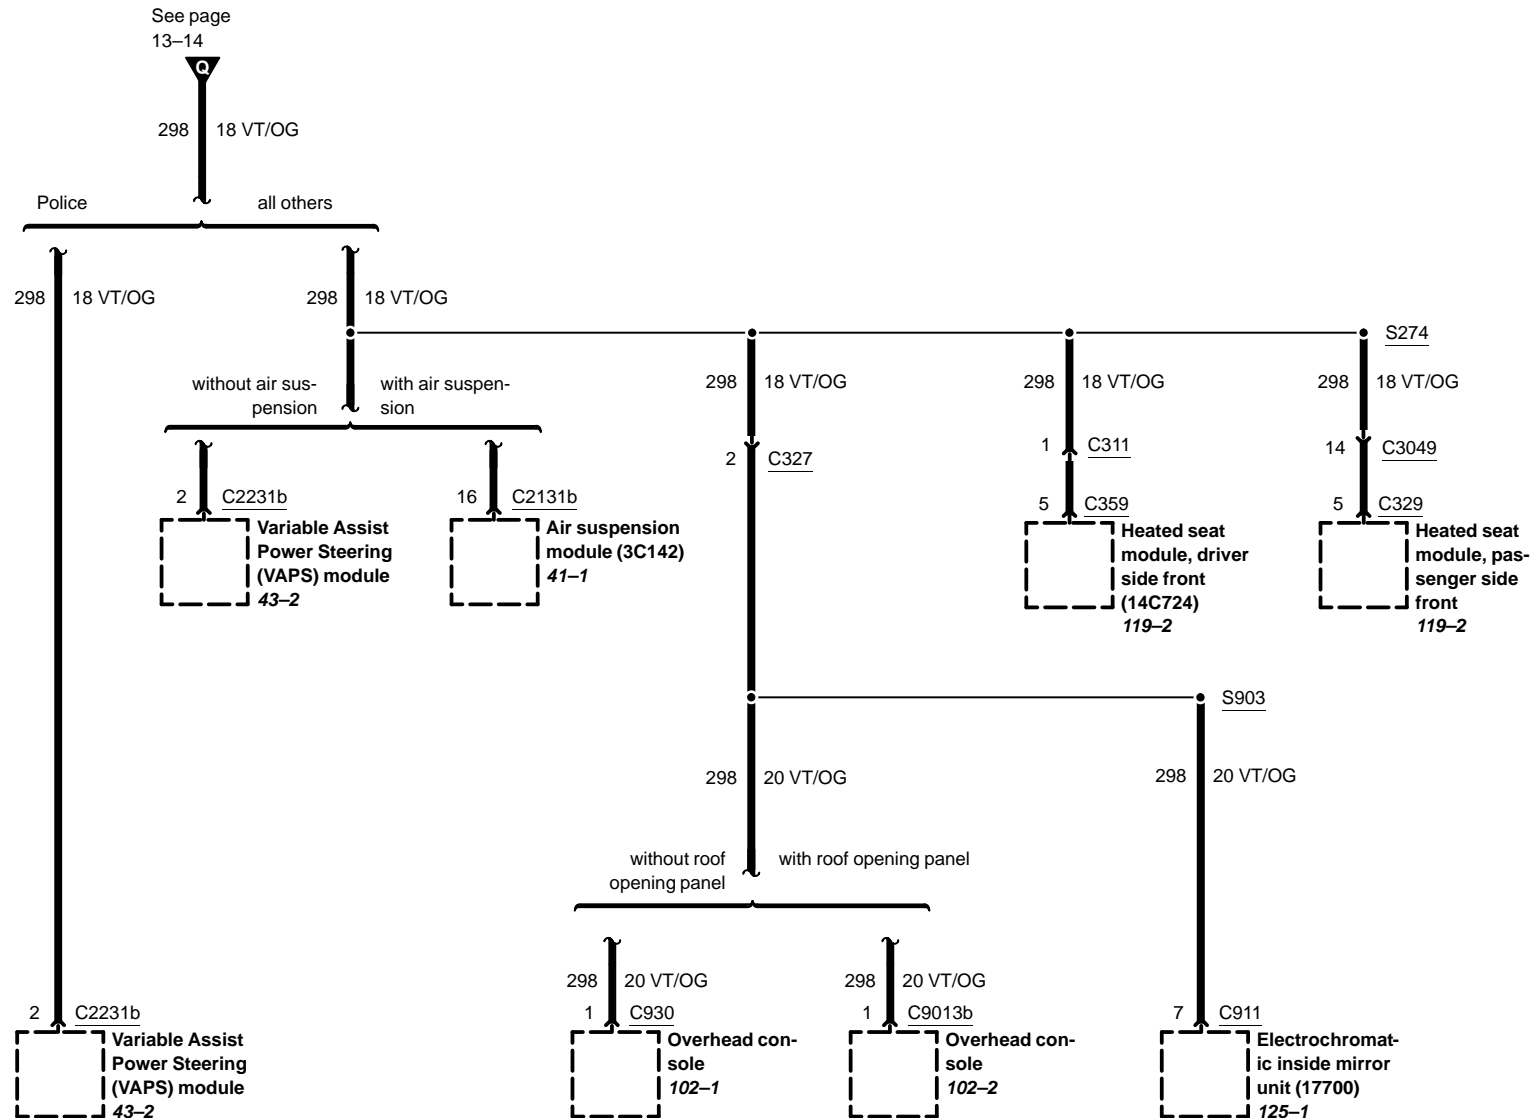 See page
13–14
Q
298 18 VT/OG
Police all others
298 18 VT/OG 298 18 VT/OG
S274
without air sus-
pension
with air suspen-
sion
298 18 VT/OG 298 18 VT/OG 298 18 VT/OG
2 C327
1 C311
14 C3049
2 C2231b
Variable Assist
Power Steering
(VAPS) module
43–2
16 C2131b
Air suspension
module (3C142)
41–1
5 C359
Heated seat
module, driver
side front
(14C724)
119–2
5 C329
Heated seat
module, pas-
senger side
front
119–2
S903
298 20 VT/OG 298 20 VT/OG
without roof
opening panel
with roof opening panel
298 20 VT/OG 298 20 VT/OG
2 C2231b
Variable Assist
Power Steering
(VAPS) module
43–2
1 C930
Overhead con-
sole
102–1
1 C9013b
Overhead con-
sole
102–2
7 C911
Electrochromat-
ic inside mirror
unit (17700)
125–1